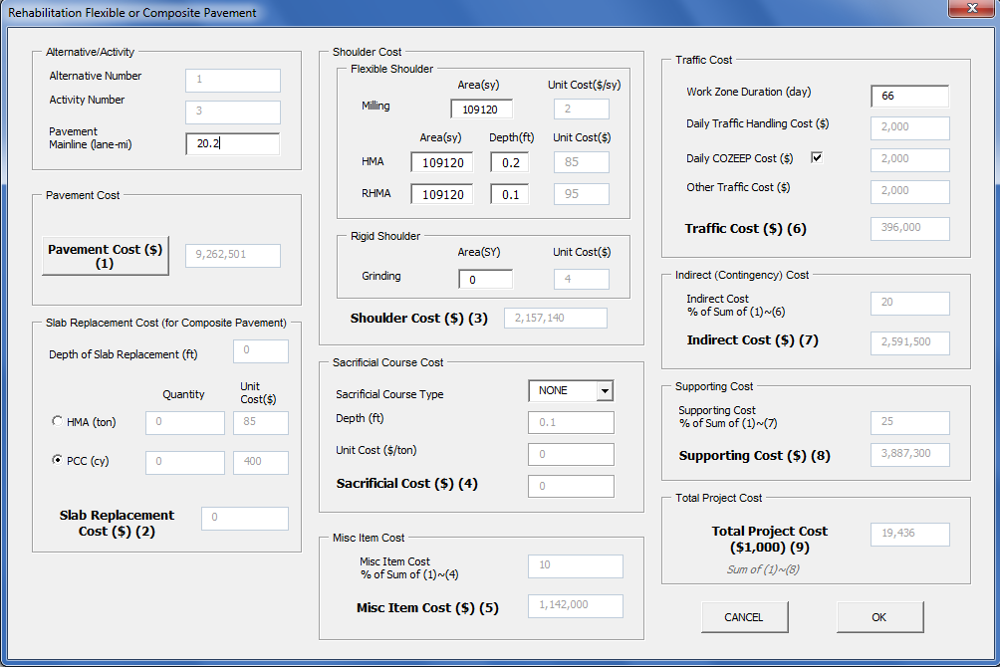 Rehabilitation Flexible or Composite Pavement
Alternative/Activity
Alternative Number
1
Activity Number
3
Pavement
Mainline (lane-mi)
20.2
Pavement Cost
Pavement Cost ($)
(1)
9,262,501
Slab Replacement Cost (for Composite Pavement)
Depth of Slab Replacement (ft)
0
Quantity
Unit
Cost($)
HMA (ton)
0
85
PCC (cy)
0
400
Slab Replacement
Cost ($) (2)
0
Shoulder Cost
Flexible Shoulder
Area(sy)
Unit Cost($/sy)
Milling
109120
2
Area(sy)
Depth(ft)
Unit Cost($)
HMA
109120
0.2
85
RHMA
109120
0.1
95
Rigid Shoulder
Area(SY)
Unit Cost($)
Grinding
0
4
Shoulder Cost ($) (3)
2,157,140
Sacrificial Course Cost
Sacrificial Course Type
NONE
Depth (ft)
0.1
Unit Cost ($/ton)
0
Sacrificial Cost ($) (4)
0
Misc Item Cost
Misc Item Cost
% of Sum of (1)~(4)
10
Misc Item Cost ($) (5)
1,142,000
Traffic Cost
Work Zone Duration (day)
66
Daily Traffic Handling Cost ($)
2,000
Daily COZEEP Cost ($)
2,000
Other Traffic Cost ($)
2,000
Traffic Cost ($) (6)
396,000
Indirect (Contingency) Cost
Indirect Cost
% of Sum of (1)~(6)
20
Indirect Cost ($) (7)
2,591,500
Supporting Cost
Supporting Cost
% of Sum of (1)~(7)
25
Supporting Cost ($) (8)
3,887,300
Total Project Cost
Total Project Cost
($1,000) (9)
19,436
Sum of (1)~(8)
CANCEL
OK